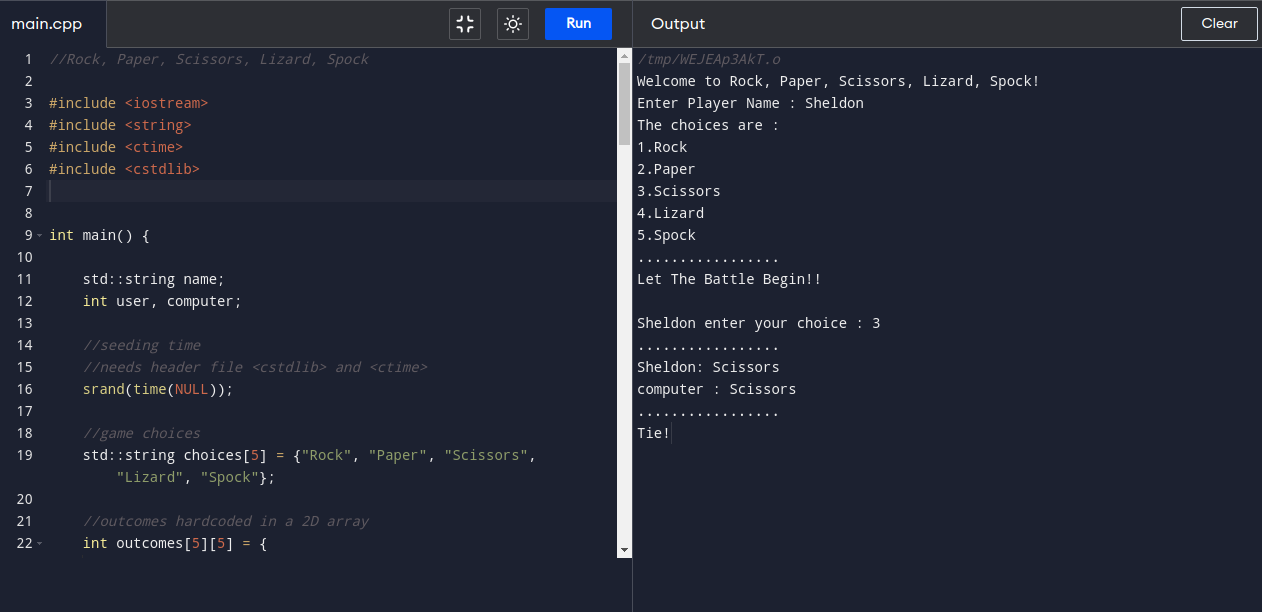 main.cpp
Run
1 //Rock, Paper, Scissors, Lizard, Spock
2
3 #include <iostream>
4 #include <string>
5 #include <ctime>
6 #include <cstdlib>
7
8
9 int main() {
10
11 std::string name;
12 int user, computer;
13
14 //seeding time
15 //needs header file <cstdlib> and <ctime>
16 srand(time(NULL));
17
18 //game choices
19 std::string choices[5] = {"Rock", "Paper", "Scissors",
"Lizard", "Spock"};
20
21 //outcomes hardcoded in a 2D array
22 int outcomes[5][5] = {
Output
Clear
/tmp/WEJEAp3AkT.o
Welcome to Rock, Paper, Scissors, Lizard, Spock!
Enter Player Name : Sheldon
The choices are :
1.Rock
2.Paper
3.Scissors
4.Lizard
5.Spock
.................
Let The Battle Begin!!
Sheldon enter your choice : 3
.................
Sheldon: Scissors
computer : Scissors
.................
Tie!